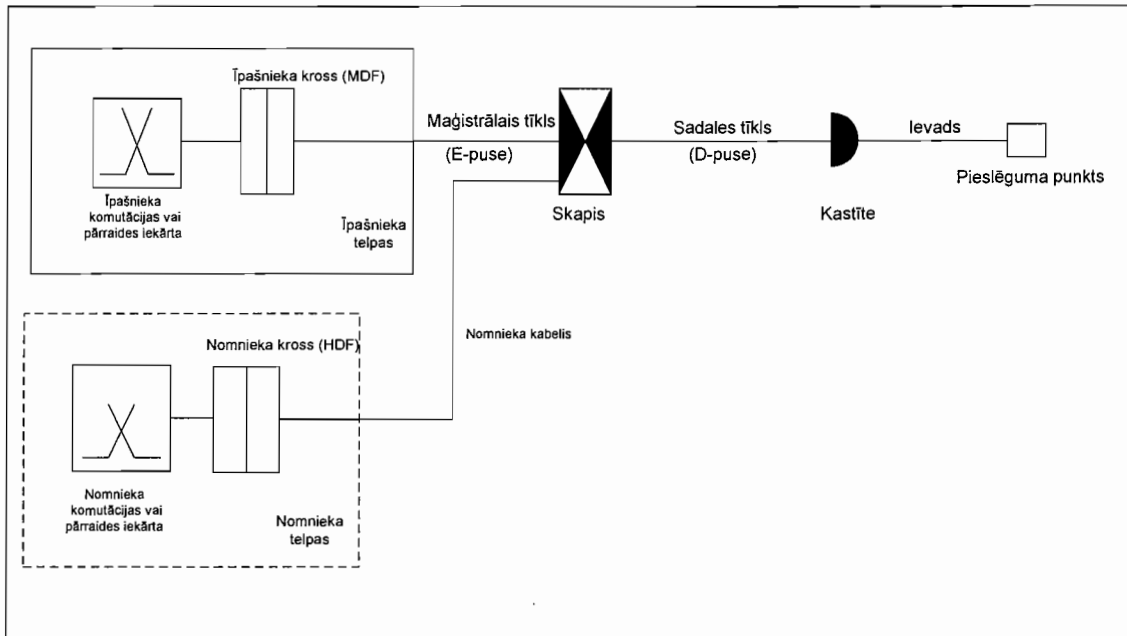 Īpašnieka kross (MDF)
Īpašnieka
komutācijas vai
pārraides iekārta
Īpašnieka
telpas
Maģistrālais tīkls
(E-puse)
Skapis
Sadales tīkls
(D-puse)
Kastīte
Ievads
Pieslēguma punkts
Nomnieka kabelis
Nomnieka kross (HDF)
Nomnieka
komutācijas vai
pārraides iekārta
Nomnieka
telpas